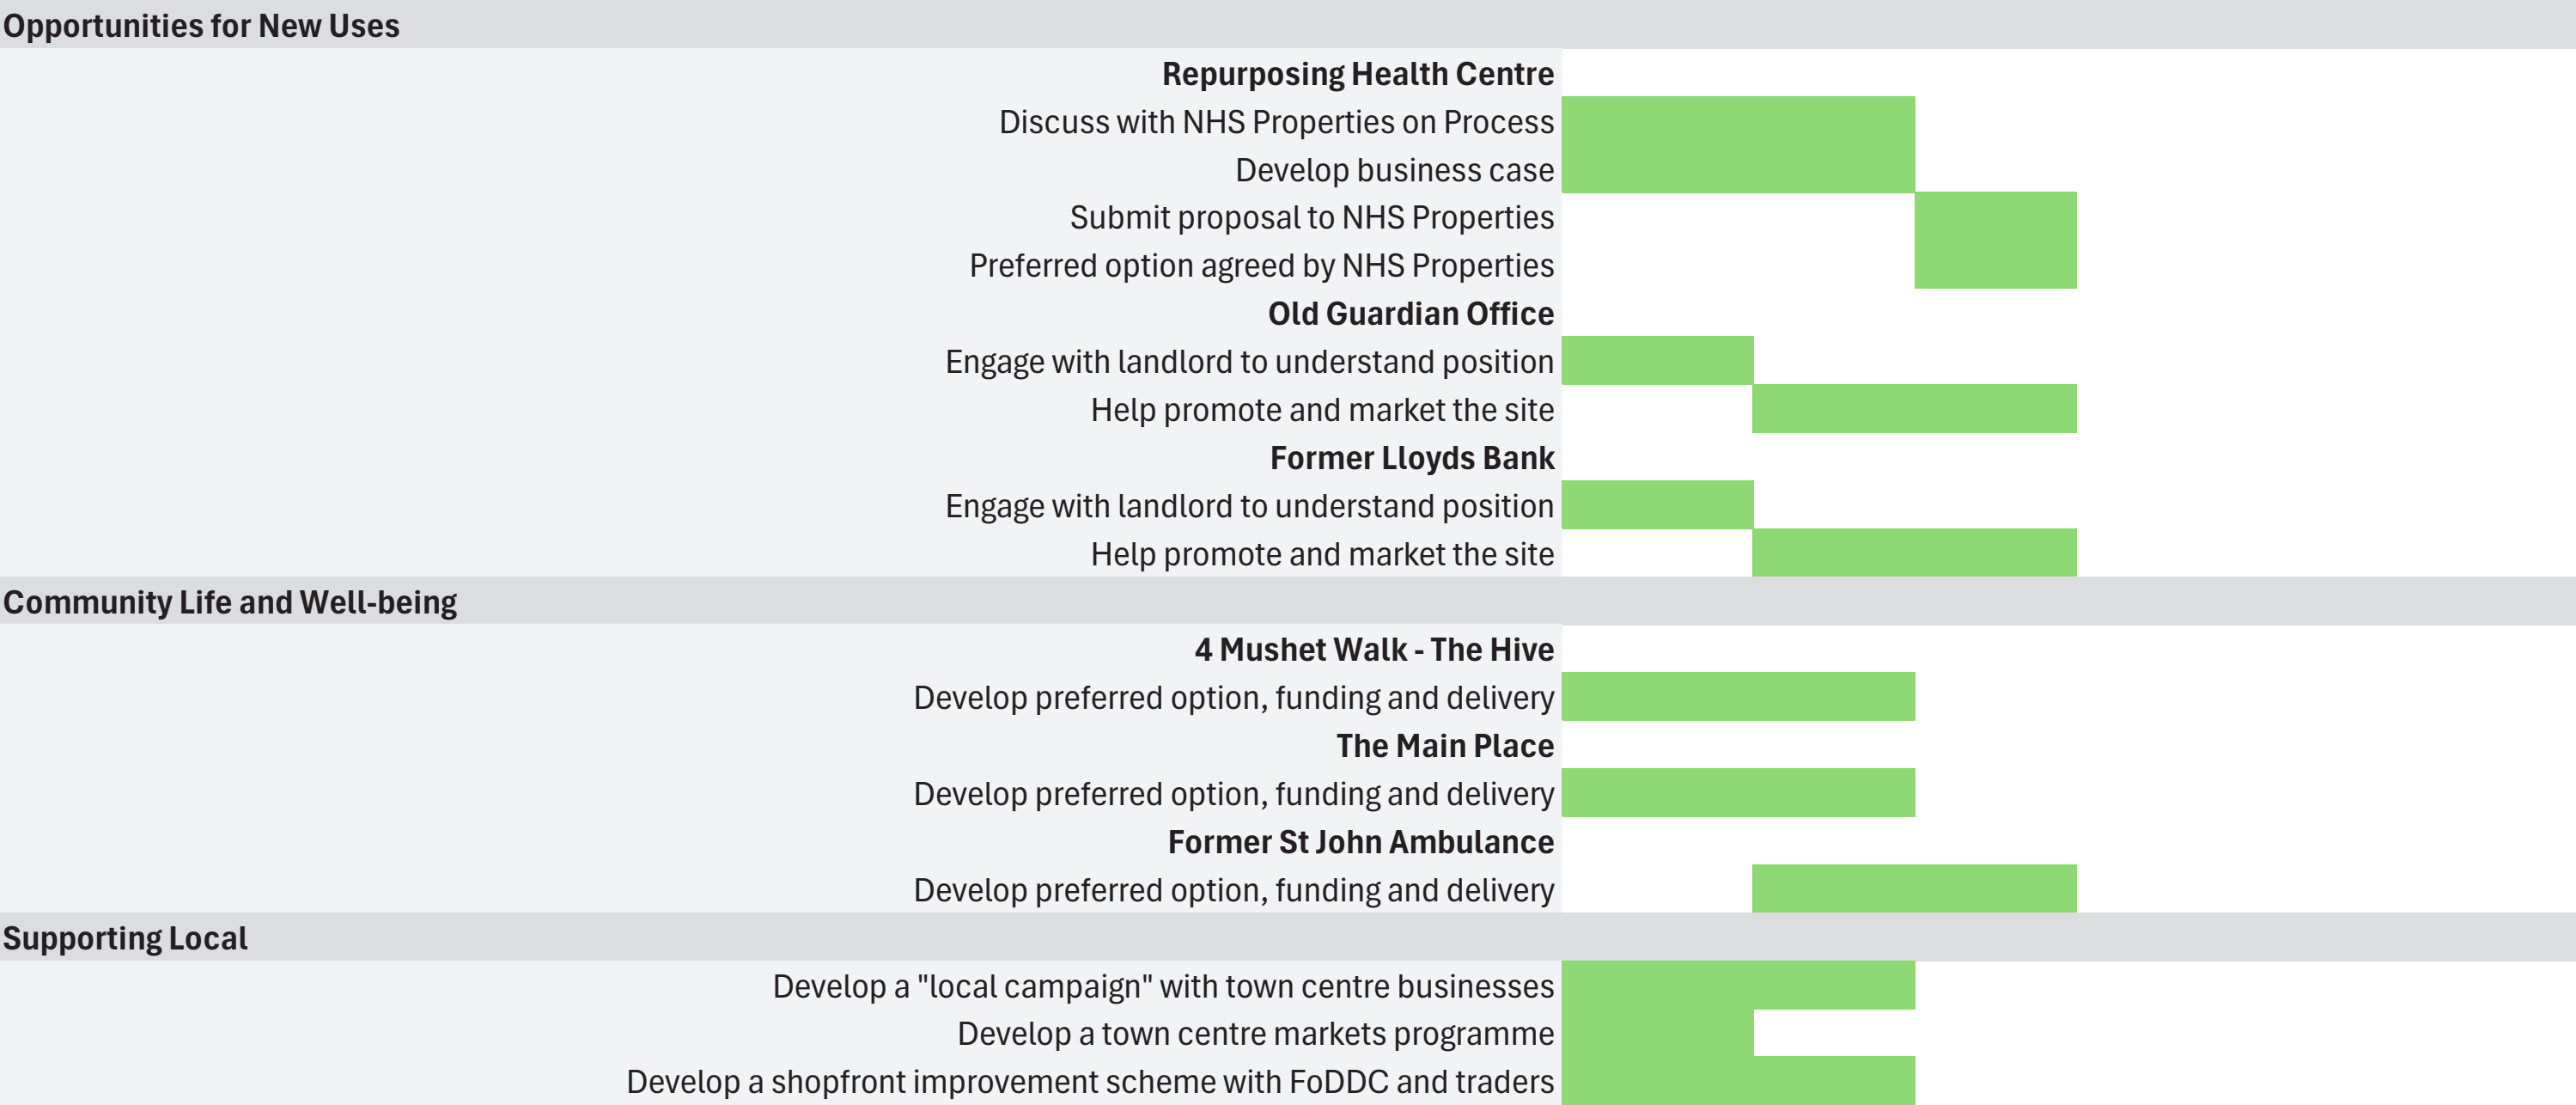 Opportunities for New Uses
Repurposing Health Centre
Discuss with NHS Properties on Process
Develop business case
Submit proposal to NHS Properties
Preferred option agreed by NHS Properties
Old Guardian Office
Engage with landlord to understand position
Help promote and market the site
Former Lloyds Bank
Engage with landlord to understand position
Help promote and market the site
Community Life and Well-being
4 Mushet Walk - The Hive
Develop preferred option, funding and delivery
The Main Place
Develop preferred option, funding and delivery
Former St John Ambulance
Develop preferred option, funding and delivery
Supporting Local
Develop a "local campaign" with town centre businesses
Develop a town centre markets programme
Develop a shopfront improvement scheme with FoDDC and traders